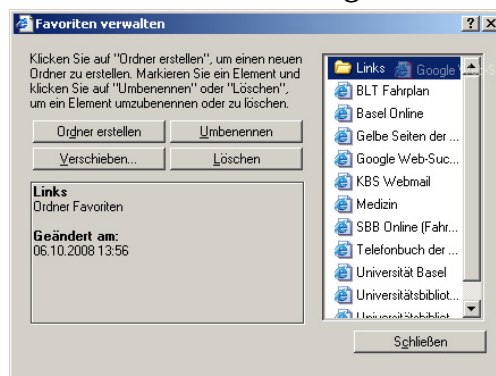 Favoriten verwalten
Klicken Sie auf "Ordner erstellen", um einen neuen
Ordner zu erstellen. Markieren Sie ein Element und
klicken Sie auf "Umbenennen" oder "Löschen",
um ein Element umzubenennen oder zu löschen.
Ordner erstellen
Umbenennen
Verschieben...
Löschen
Links
Ordner Favoriten
Geändert am:
06.10.2008 13:56
Links
Google
BLT Fahrplan
Basel Online
Gelbe Seiten der ...
Google Web-Suc...
KBS Webmail
Medizin
SBB Online (Fahr...
Telefonbuch der ...
Universität Basel
Universitätsbibliot...
Universitätsbibliot...
Schließen